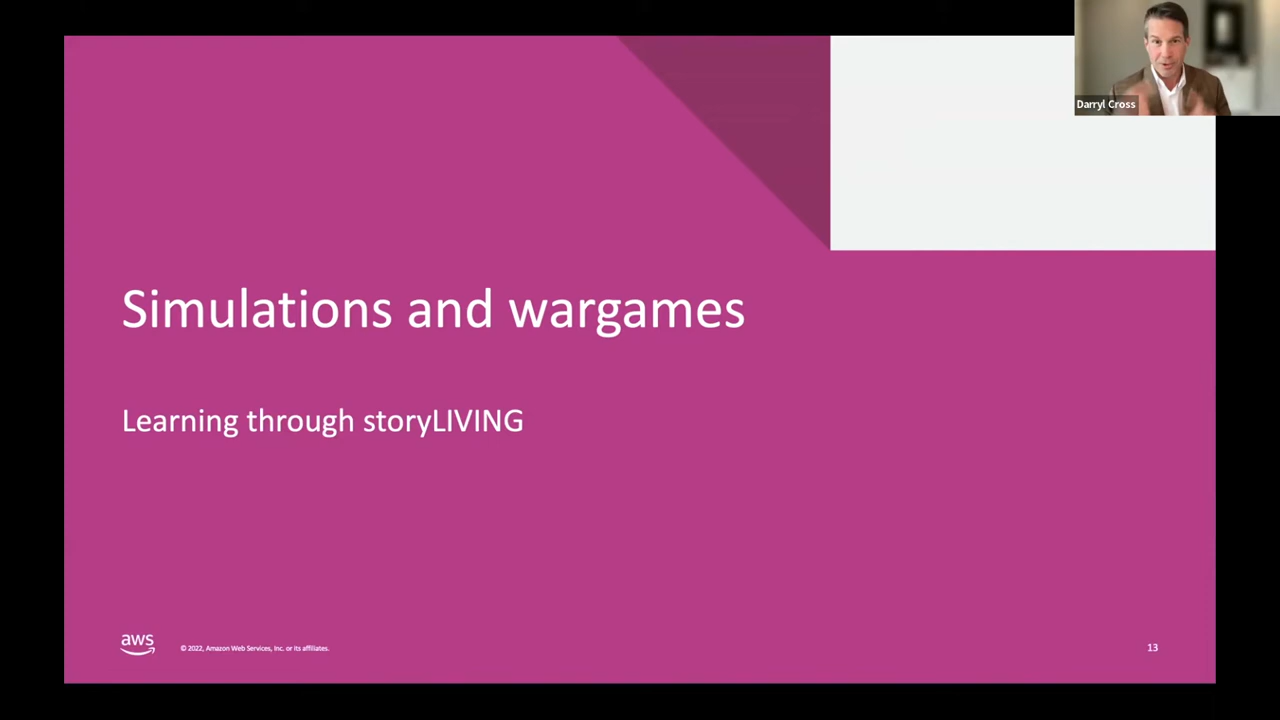 Darryl Cross
Simulations and wargames
Learning through storyLIVING
aws
© 2022, Amazon Web Services, Inc. or its affiliates.
13